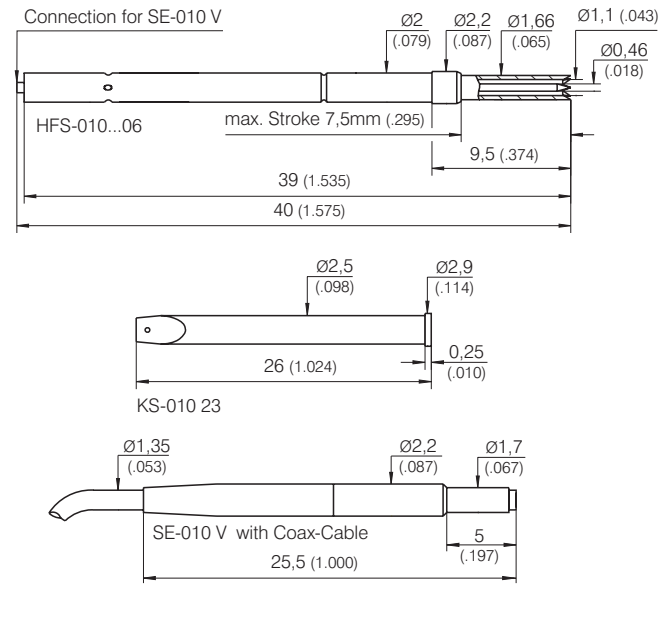 Connection for SE-010 V
Ø2
(.079)
Ø2,2
(.087)
Ø1,66
(.065)
Ø1,1 (.043)
Ø0,46
(.018)
HFS-010...06
max. Stroke 7,5mm (.295)
9,5 (.374)
39 (1.535)
40 (1.575)
Ø2,5
(.098)
Ø2,9
(.114)
26 (1.024)
0,25
(.010)
KS-010 23
Ø1,35
(.053)
Ø2,2
(.087)
Ø1,7
(.067)
SE-010 V with Coax-Cable
5
(.197)
25,5 (1.000)